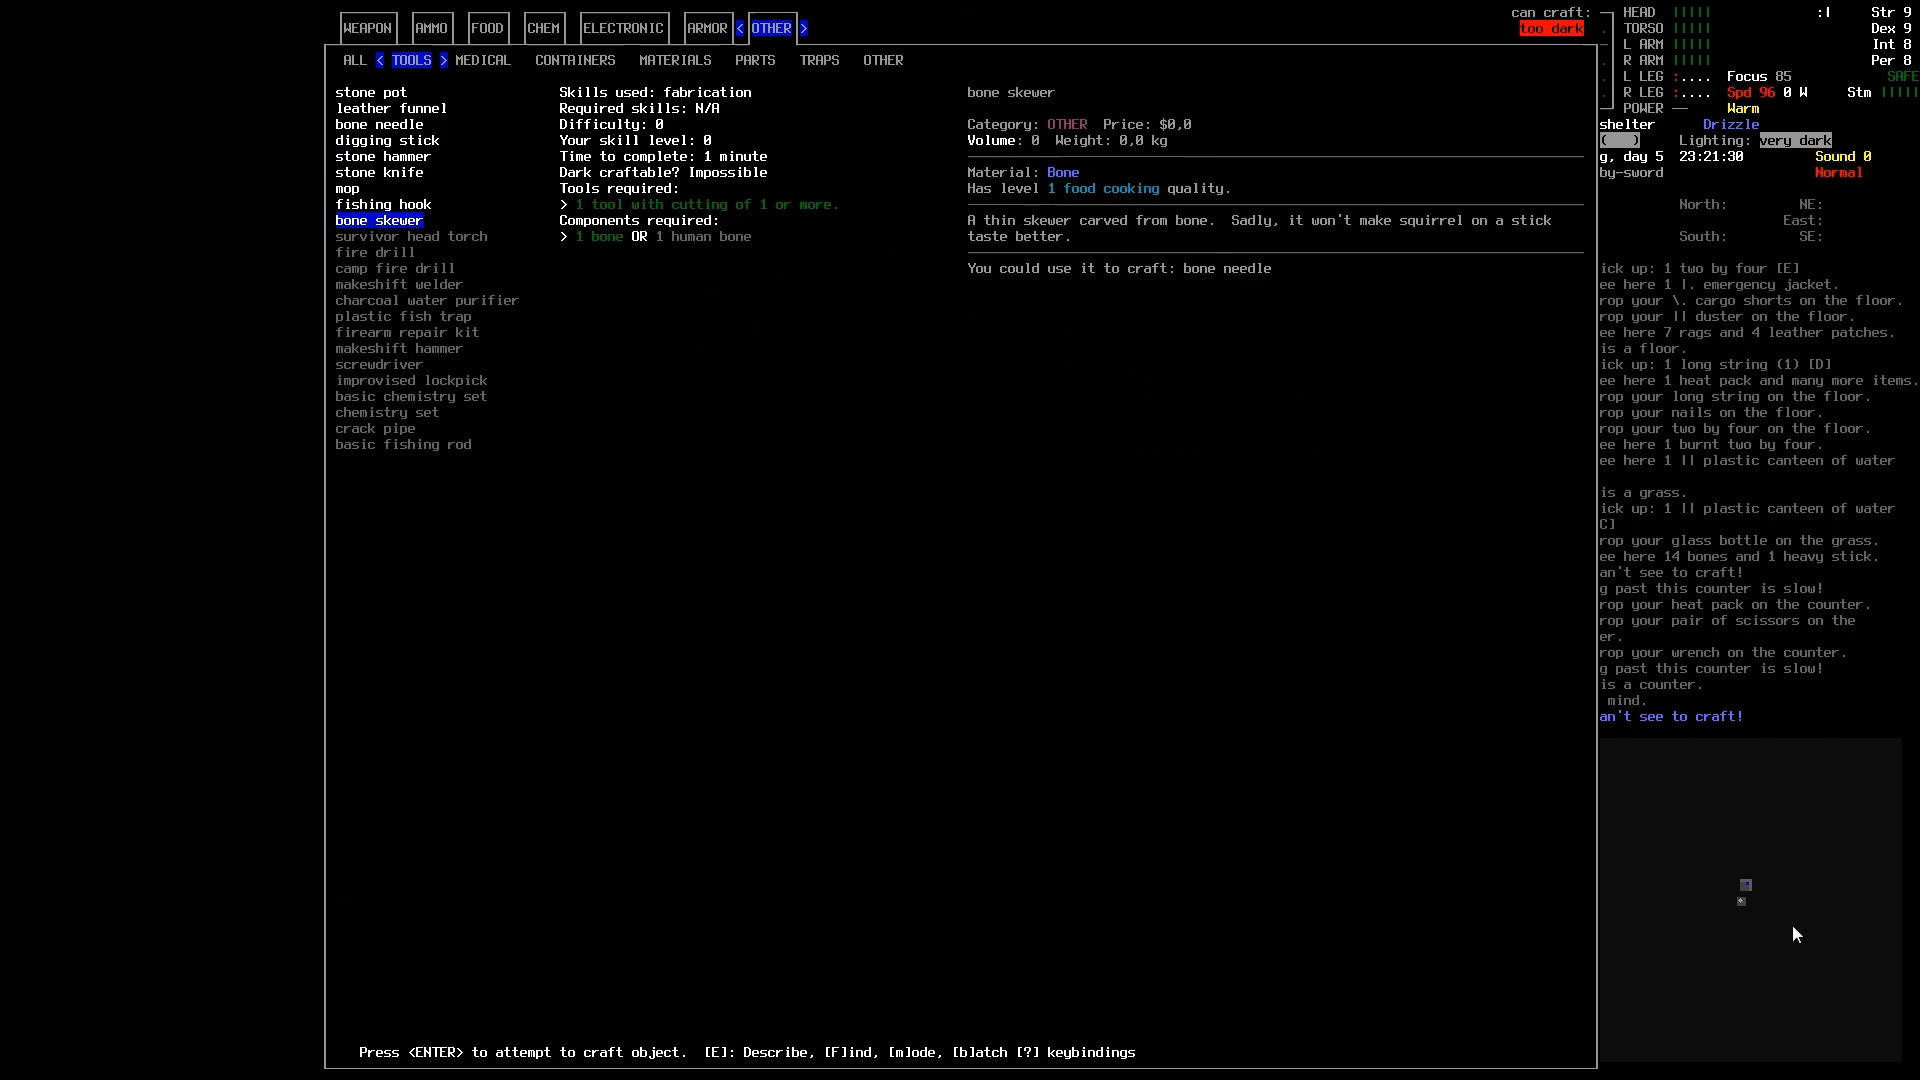 WEAPON AMMO FOOD CHEM ELECTRONIC ARMOR < OTHER >
can craft:
too dark
ALL < TOOLS > MEDICAL CONTAINERS MATERIALS PARTS TRAPS OTHER
stone pot
leather funnel
bone needle
digging stick
stone hammer
stone knife
mop
fishing hook
bone skewer
survivor head torch
fire drill
camp fire drill
makeshift welder
charcoal water purifier
plastic fish trap
firearm repair kit
makeshift hammer
screwdriver
improvised lockpick
basic chemistry set
chemistry set
crack pipe
basic fishing rod
Skills used: fabrication
Required skills: N/A
Difficulty: 0
Your skill level: 0
Time to complete: 1 minute
Dark craftable? Impossible
Tools required:
> 1 tool with cutting of 1 or more.
Components required:
> 1 bone OR 1 human bone
bone skewer
Category: OTHER Price: $0,0
Volume: 0 Weight: 0,0 kg
Material: Bone
Has level 1 food cooking quality.
A thin skewer carved from bone. Sadly, it won't make squirrel on a stick
taste better.
You could use it to craft: bone needle
Press <ENTER> to attempt to craft object. [E]: Describe, [F]ind, [m]ode, [b]atch [?] keybindings
HEAD ||||| :| Str 9
TORSO ||||| Dex 9
L ARM ||||| Int 8
R ARM ||||| Per 8
L LEG :.... Focus 85 SAFE
R LEG :.... Spd 96 0 W Stm |||||
POWER — Warm
shelter Drizzle
( ) Lighting: very dark
g, day 5 23:21:30 Sound 0
by-sword Normal
North: NE:
East:
South: SE:
ick up: 1 two by four [E]
ee here 1 |. emergency jacket.
rop your \. cargo shorts on the floor.
rop your || duster on the floor.
ee here 7 rags and 4 leather patches.
is a floor.
ick up: 1 long string (1) [D]
ee here 1 heat pack and many more items.
rop your long string on the floor.
rop your nails on the floor.
rop your two by four on the floor.
ee here 1 burnt two by four.
ee here 1 || plastic canteen of water
is a grass.
ick up: 1 || plastic canteen of water
C]
rop your glass bottle on the grass.
ee here 14 bones and 1 heavy stick.
an't see to craft!
g past this counter is slow!
rop your heat pack on the counter.
rop your pair of scissors on the
er.
rop your wrench on the counter.
g past this counter is slow!
is a counter.
mind.
an't see to craft!